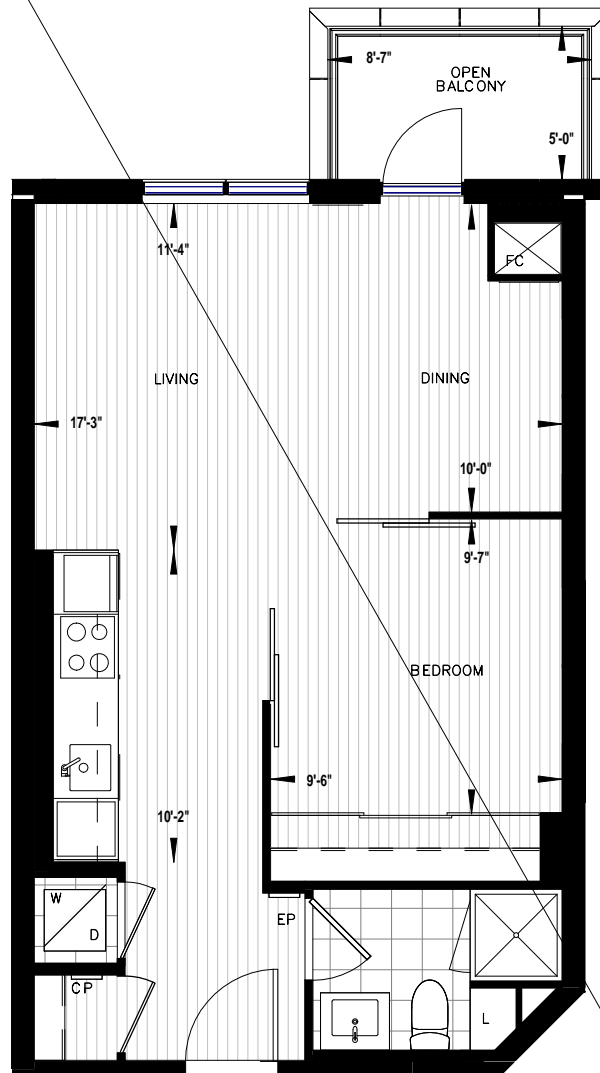 8'-7"
OPEN
BALCONY
5'-0"
11'-4"
FC
LIVING
DINING
17'-3"
10'-0"
9'-7"
BEDROOM
9'-6"
10'-2"
W
D
EP
CP
L